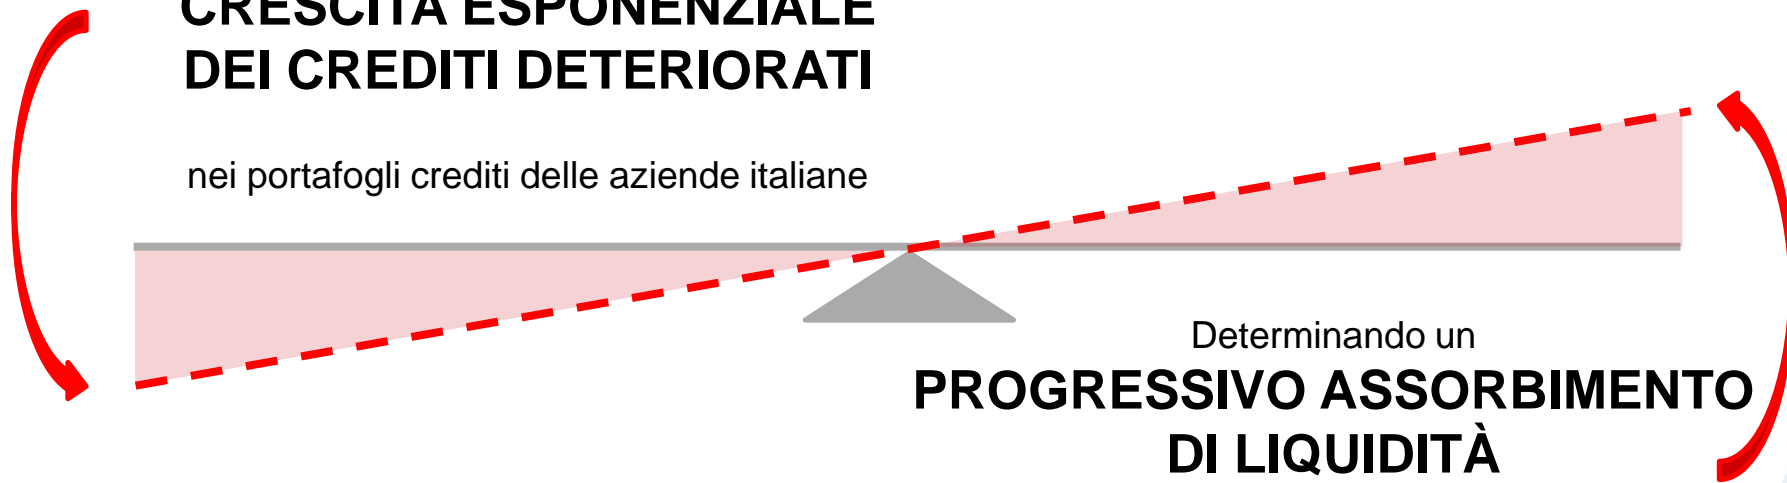 CRESCITA ESPONENZIALE
DEI CREDITI DETERIORATI
nei portafogli crediti delle aziende italiane
Determinando un
PROGRESSIVO ASSORBIMENTO
DI LIQUIDITÀ